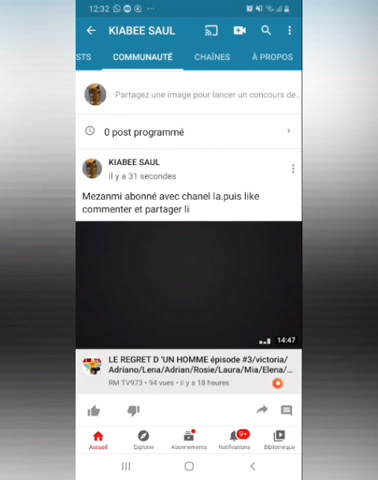 12:32
KIABEE SAUL
STS COMMUNAUTÉ CHAÎNES À PROPOS
Partagez une image pour lancer un concours de...
0 post programmé
KIABEE SAUL
il y a 31 secondes
Mezanmi abonné avec chanel la.puis like
commenter et partager li
14:47
LE REGRET D 'UN HOMME épisode #3/victoria/
Adriano/Lena/Adrian/Rosie/Laura/Mia/Elena/...
RM TV973 • 94 vues • il y a 18 heures
9+
Accueil Explorer Abonnements Notifications Bibliothèque